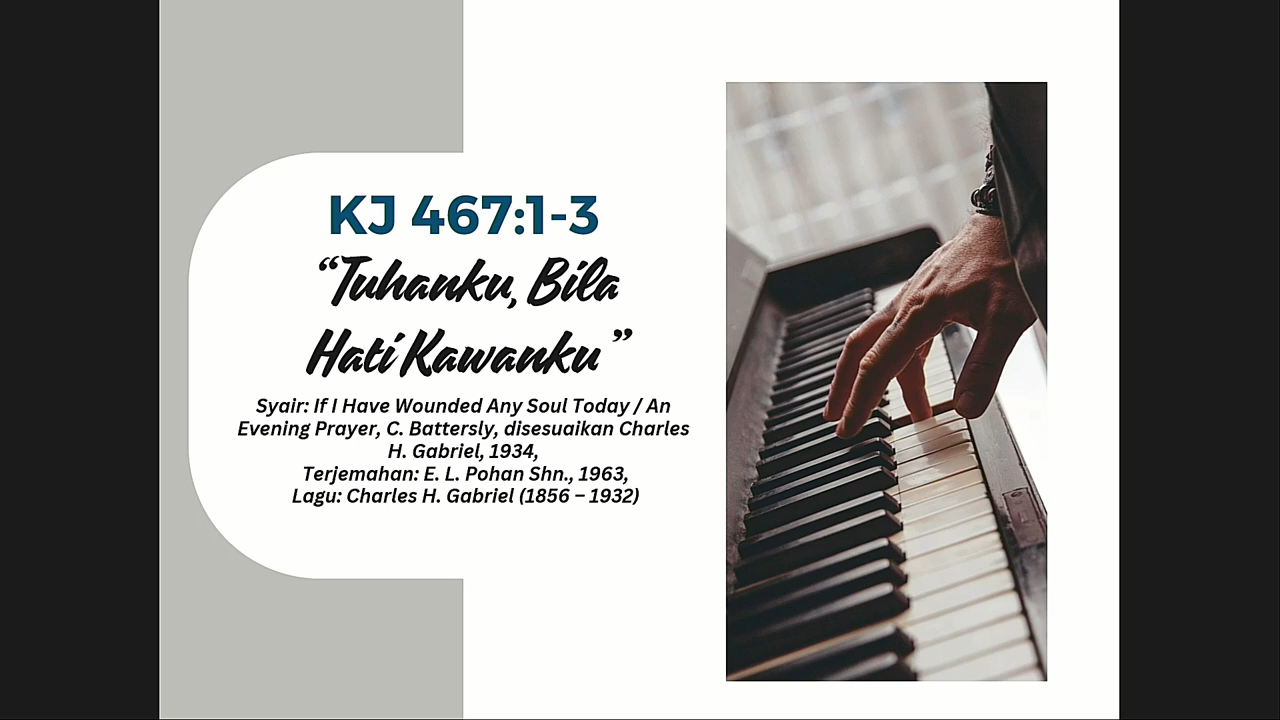 KJ 467:1-3
“Tuhanku, Bila
Hati Kawanku”
Syair: If I Have Wounded Any Soul Today / An
Evening Prayer, C. Battersly, disesuaikan Charles
H. Gabriel, 1934,
Terjemahan: E. L. Pohan Shn., 1963,
Lagu: Charles H. Gabriel (1856 – 1932)